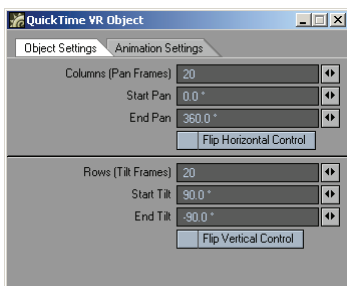 QuickTime VR Object
Object Settings Animation Settings
Columns (Pan Frames) 20
Start Pan 0.0 °
End Pan 360.0 °
Flip Horizontal Control
Rows (Tilt Frames) 20
Start Tilt 90.0 °
End Tilt -90.0 °
Flip Vertical Control